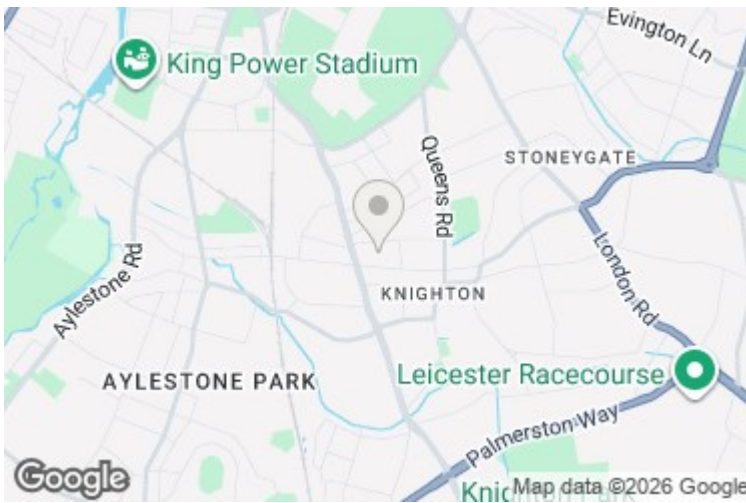 Evington Ln
King Power Stadium
Queens Rd
STONEYGATE
Aylestone Rd
London Rd
KNIGHTON
AYLESTONE PARK
Leicester Racecourse
Palmerston Way
Google
Map data ©2026 Google